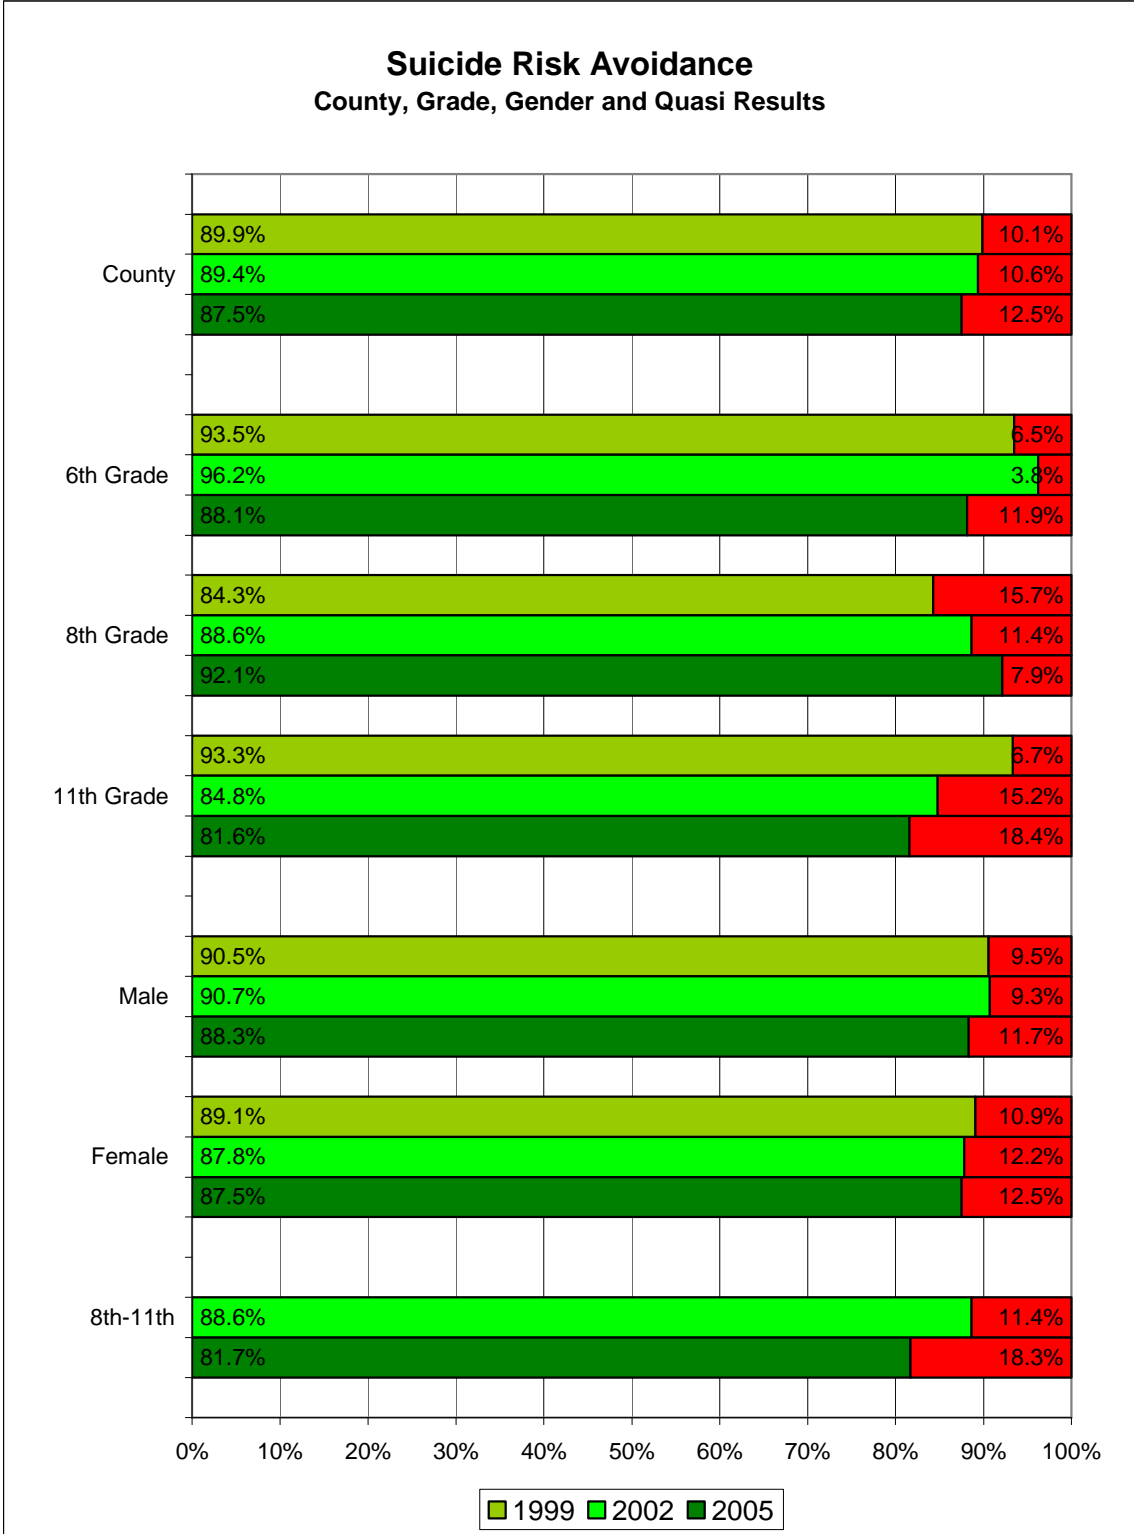 Suicide Risk Avoidance
County, Grade, Gender and Quasi Results
89.9% 10.1%
County 89.4% 10.6%
87.5% 12.5%
93.5% 6.5%
6th Grade 96.2% 3.8%
88.1% 11.9%
84.3% 15.7%
8th Grade 88.6% 11.4%
92.1% 7.9%
93.3% 6.7%
11th Grade 84.8% 15.2%
81.6% 18.4%
90.5% 9.5%
Male 90.7% 9.3%
88.3% 11.7%
89.1% 10.9%
Female 87.8% 12.2%
87.5% 12.5%
8th-11th 88.6% 11.4%
81.7% 18.3%
0% 10% 20% 30% 40% 50% 60% 70% 80% 90% 100%
1999 2002 2005